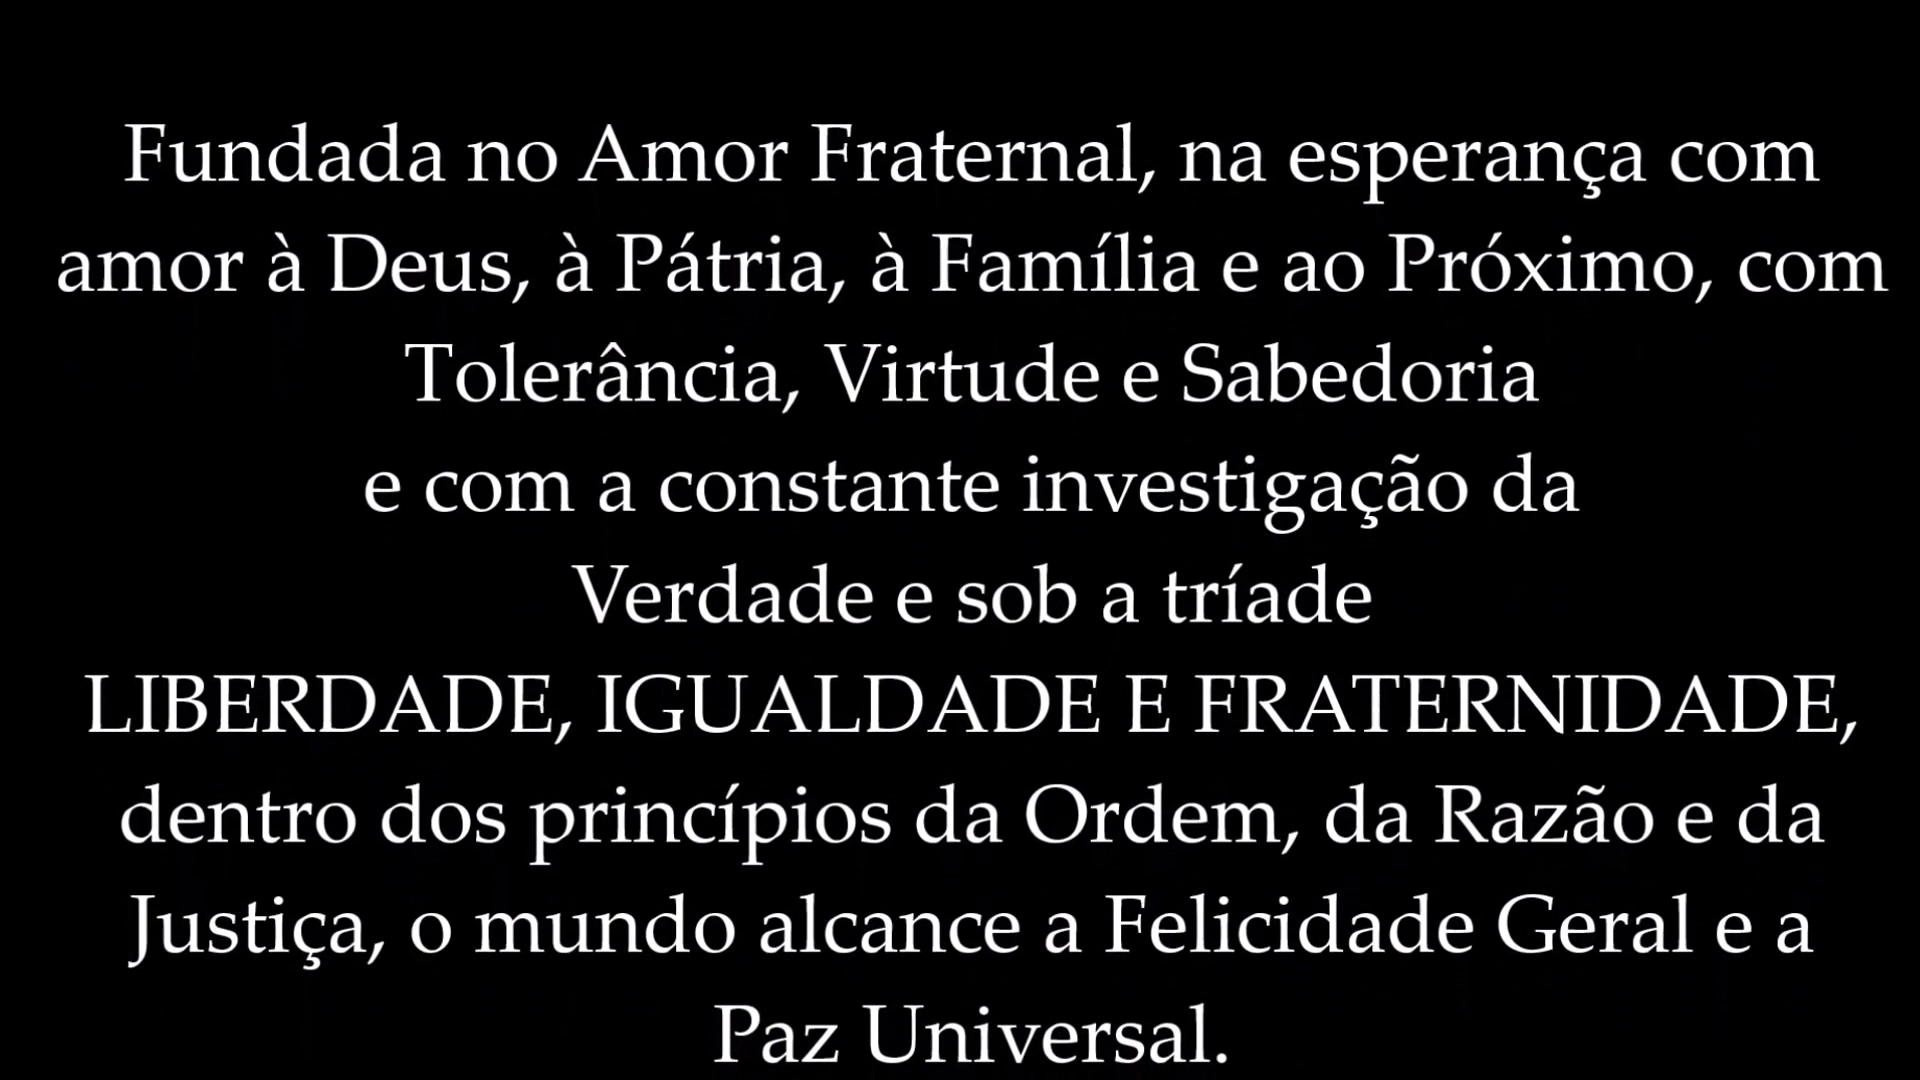 Fundada no Amor Fraternal, na esperança com
amor à Deus, à Pátria, à Família e ao Próximo, com
Tolerância, Virtude e Sabedoria
e com a constante investigação da
Verdade e sob a tríade
LIBERDADE, IGUALDADE E FRATERNIDADE,
dentro dos princípios da Ordem, da Razão e da
Justiça, o mundo alcance a Felicidade Geral e a
Paz Universal.